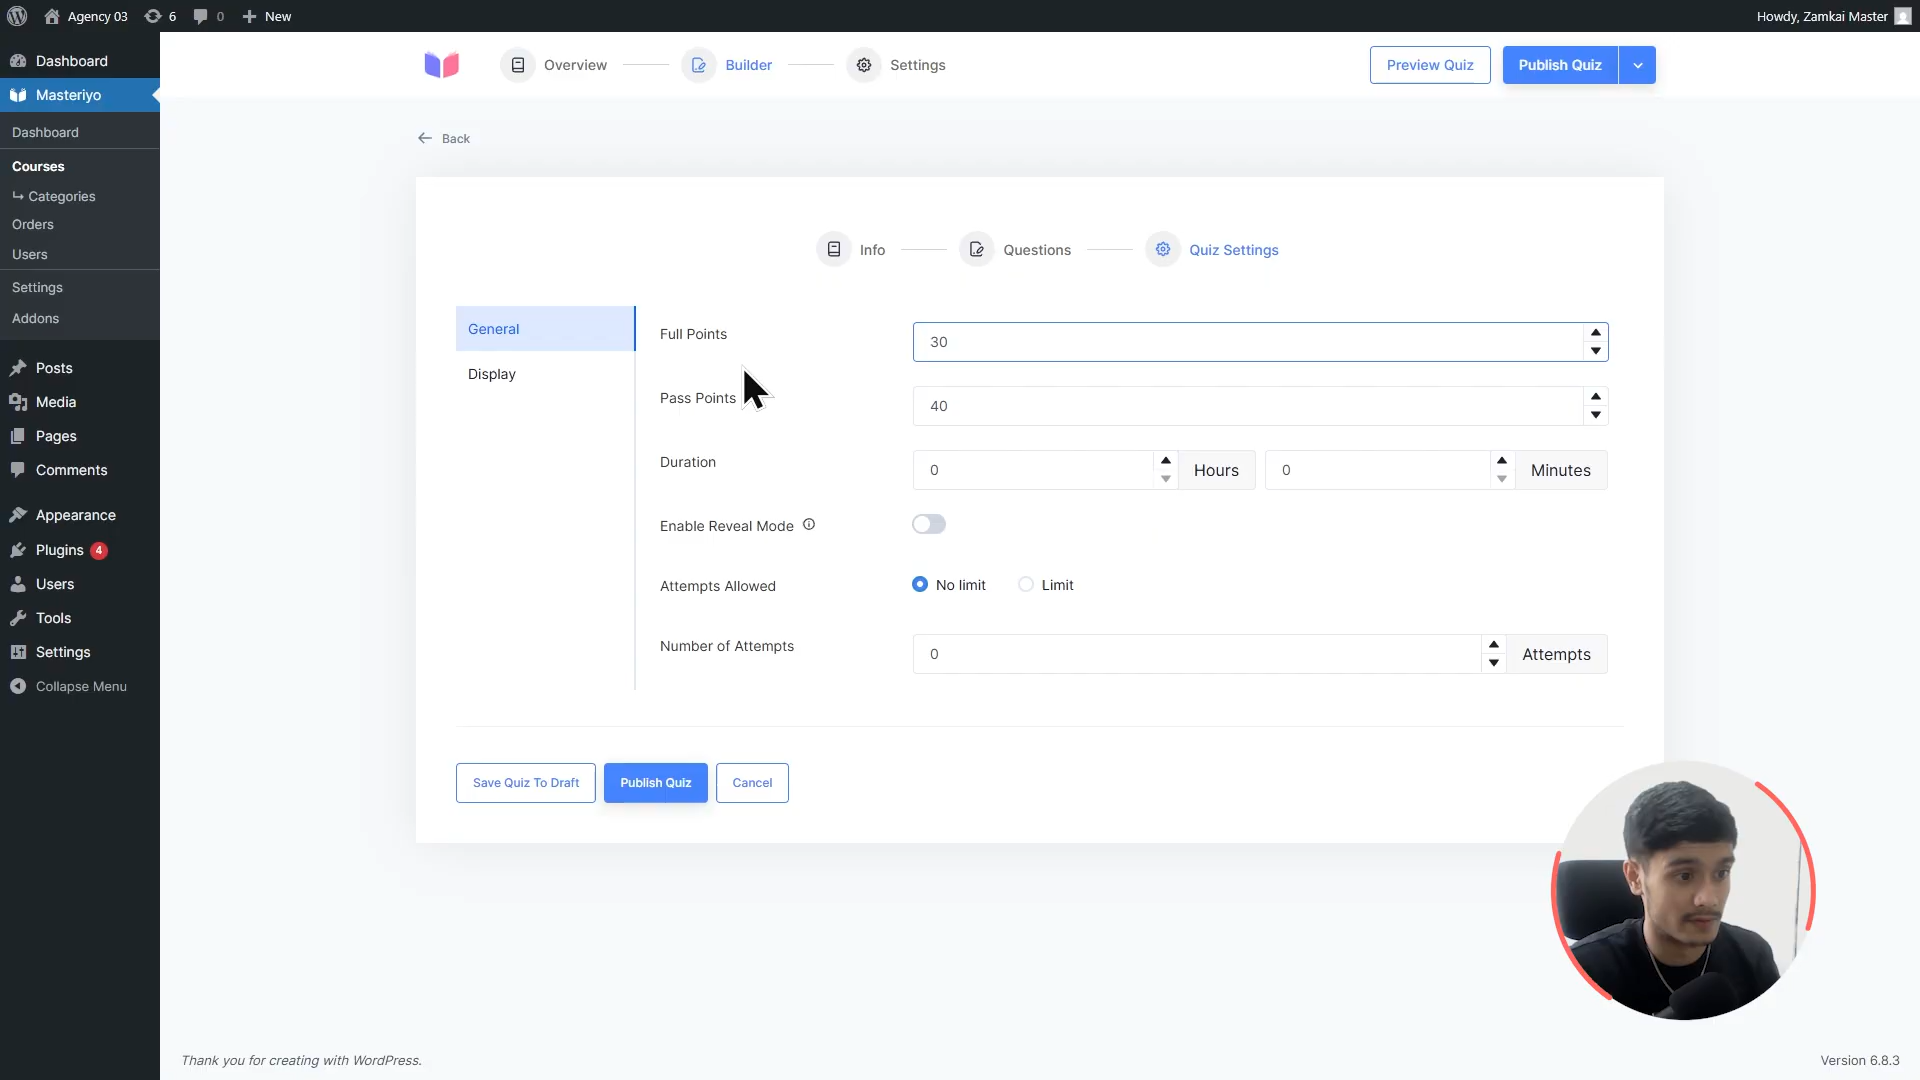 Agency 03
6
0
New
Howdy, Zamkai Master
Dashboard
Masteriyo
Dashboard
Courses
↳ Categories
Orders
Users
Settings
Addons
Posts
Media
Pages
Comments
Appearance
Plugins 4
Users
Tools
Settings
Collapse Menu
Overview
Builder
Settings
Preview Quiz
Publish Quiz
← Back
Info
Questions
Quiz Settings
General
Display
Full Points
30
Pass Points
40
Duration
0
Hours
0
Minutes
Enable Reveal Mode
Attempts Allowed
No limit
Limit
Number of Attempts
0
Attempts
Save Quiz To Draft
Publish Quiz
Cancel
Thank you for creating with WordPress.
Version 6.8.3